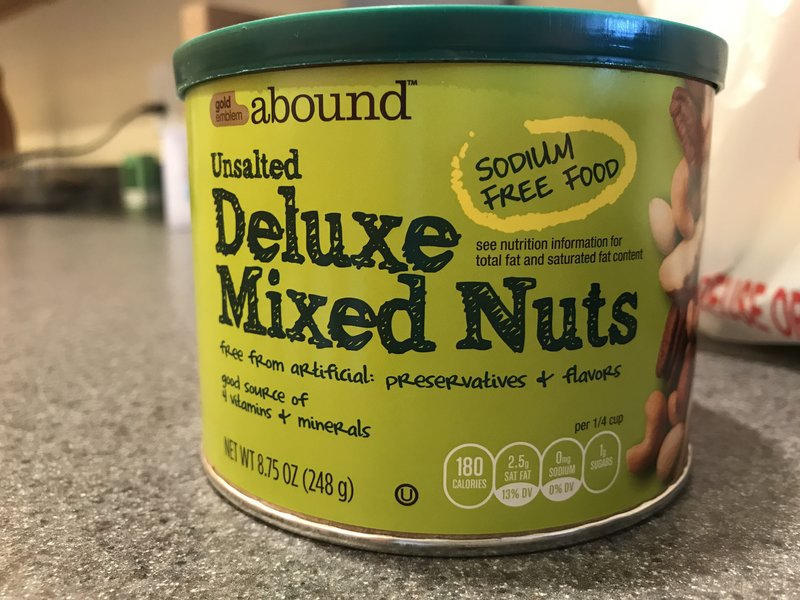 gold
emblem
abound™
Unsalted
Deluxe
Mixed Nuts
SODIUM
FREE FOOD
see nutrition information for
total fat and saturated fat content
free from artificial: preservatives + flavors
good source of
4 vitamins + minerals
NET WT 8.75 OZ (248 g)
U
per 1/4 cup
180
CALORIES
2.5g
SAT FAT
13% DV
0mg
SODIUM
0% DV
1g
SUGARS